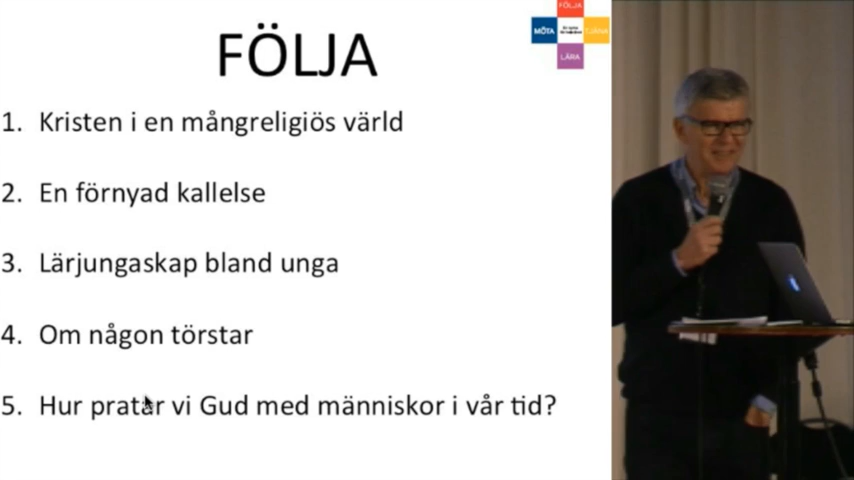 FÖLJA
1. Kristen i en mångreligiös värld
2. En förnyad kallelse
3. Lärjungaskap bland unga
4. Om någon törstar
5. Hur pratar vi Gud med människor i vår tid?
FÖLJA
MÖTA
TJÄNA
LÄRA